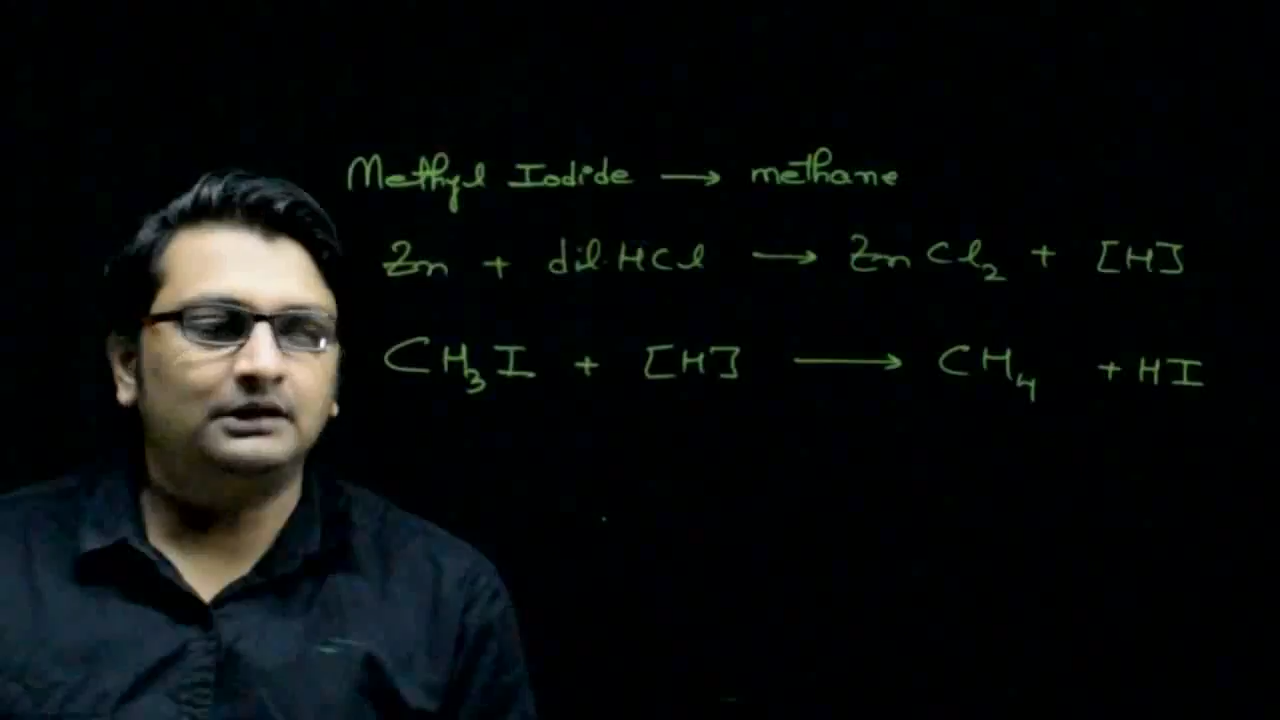 Methyl Iodide → methane
Zn + dil. HCl → ZnCl₂ + [H]
CH₃I + [H] → CH₄ + HI